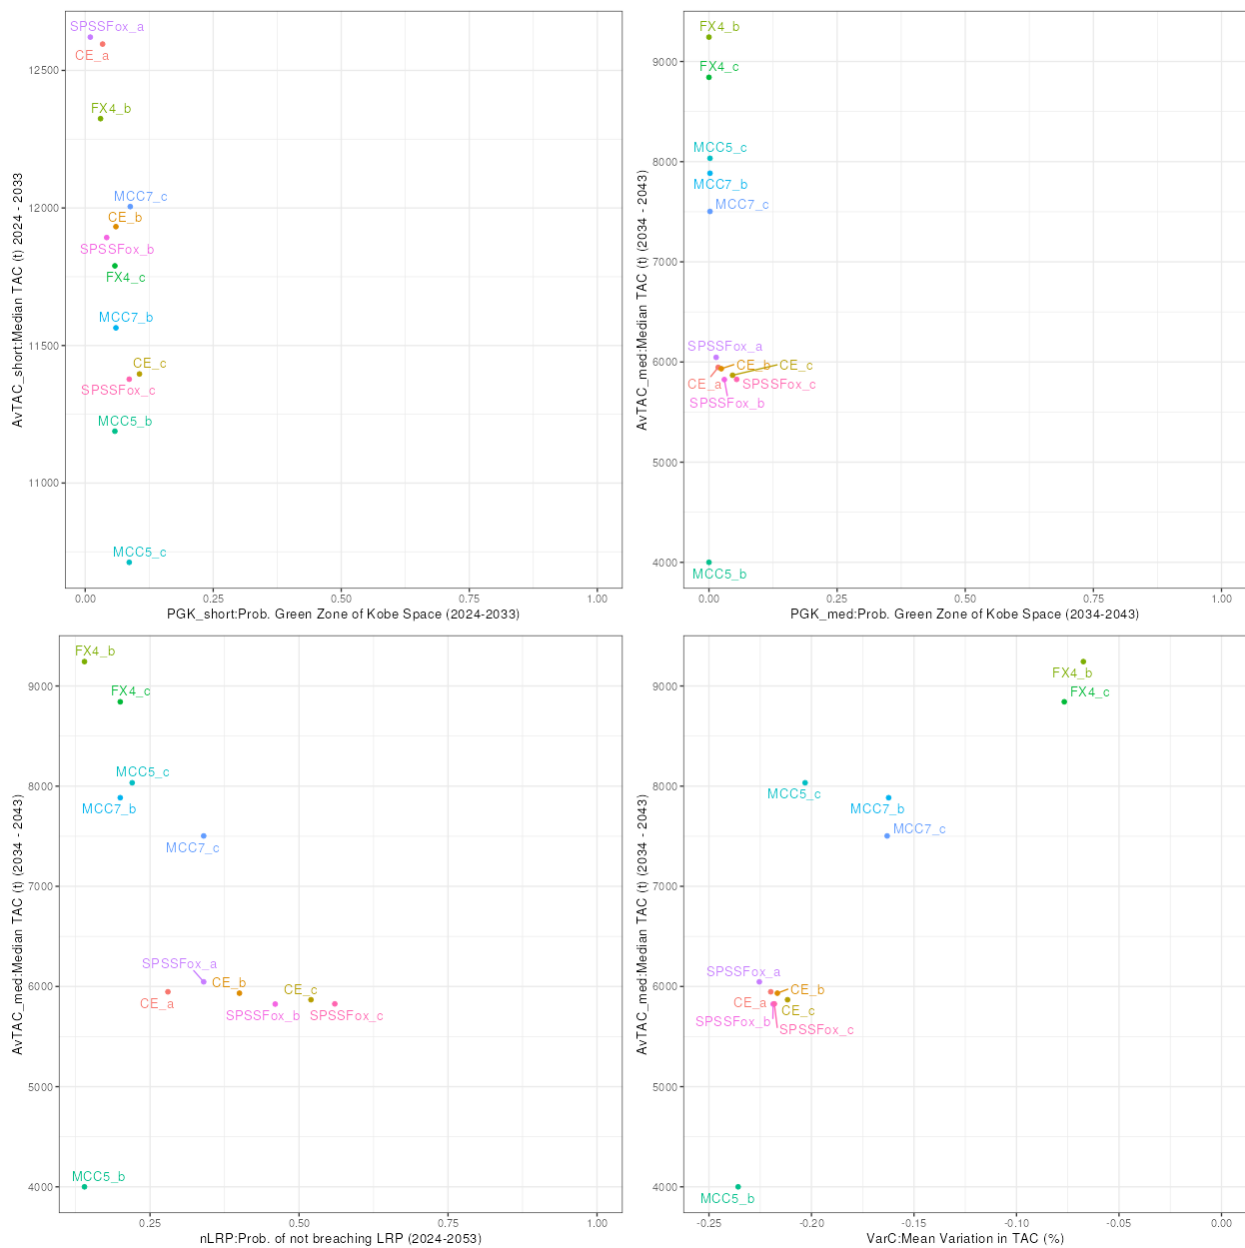 SPSSFox_a
CE_a
12500
FX4_b
MCC7_c
12000
CE_b
SPSSFox_b
FX4_c
MCC7_b
11500
CE_c
SPSSFox_c
MCC5_b
11000
MCC5_c
0.00 0.25 0.50 0.75 1.00
PGK_short:Prob. Green Zone of Kobe Space (2024-2033)
AvTAC_short:Median TAC (t) 2024 - 2033
FX4_b
9000
FX4_c
MCC5_c
8000
MCC7_b
MCC7_c
7000
SPSSFox_a
6000
CE_b CE_c
CE_a SPSSFox_c
SPSSFox_b
5000
4000
MCC5_b
0.00 0.25 0.50 0.75 1.00
PGK_med:Prob. Green Zone of Kobe Space (2034-2043)
AvTAC_med:Median TAC (t) (2034 - 2043)
FX4_b
9000
FX4_c
MCC5_c
8000
MCC7_b
MCC7_c
7000
SPSSFox_a
6000
CE_b
CE_c
CE_a
SPSSFox_b SPSSFox_c
5000
4000
MCC5_b
0.25 0.50 0.75 1.00
nLRP:Prob. of not breaching LRP (2024-2053)
AvTAC_med:Median TAC (t) (2034 - 2043)
FX4_b
9000
FX4_c
8000
MCC5_c
MCC7_b
MCC7_c
7000
SPSSFox_a
6000
CE_b
CE_a
CE_c
SPSSFox_b
SPSSFox_c
5000
4000
MCC5_b
-0.25 -0.20 -0.15 -0.10 -0.05 0.00
VarC:Mean Variation in TAC (%)
AvTAC_med:Median TAC (t) (2034 - 2043)